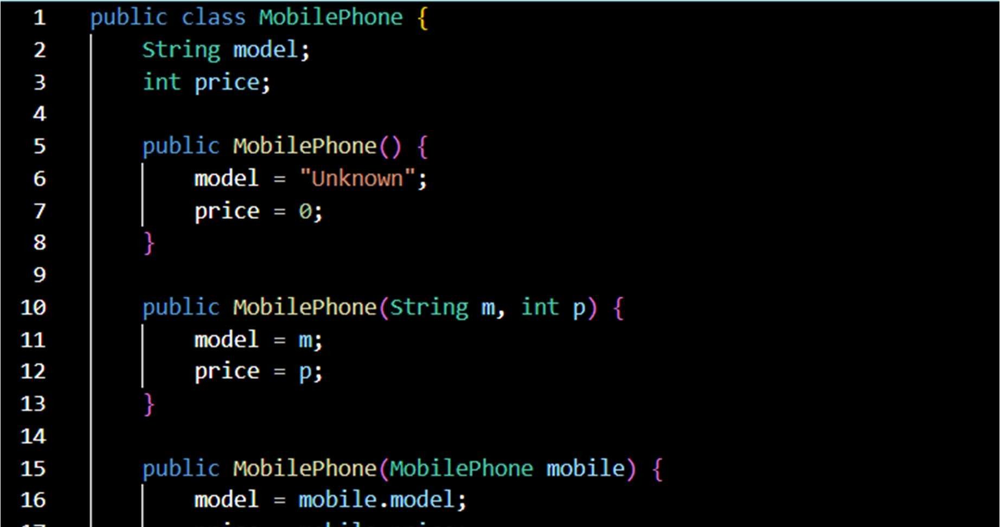 1 public class MobilePhone {
2 String model;
3 int price;
4
5 public MobilePhone() {
6 model = "Unknown";
7 price = 0;
8 }
9
10 public MobilePhone(String m, int p) {
11 model = m;
12 price = p;
13 }
14
15 public MobilePhone(MobilePhone mobile) {
16 model = mobile.model;